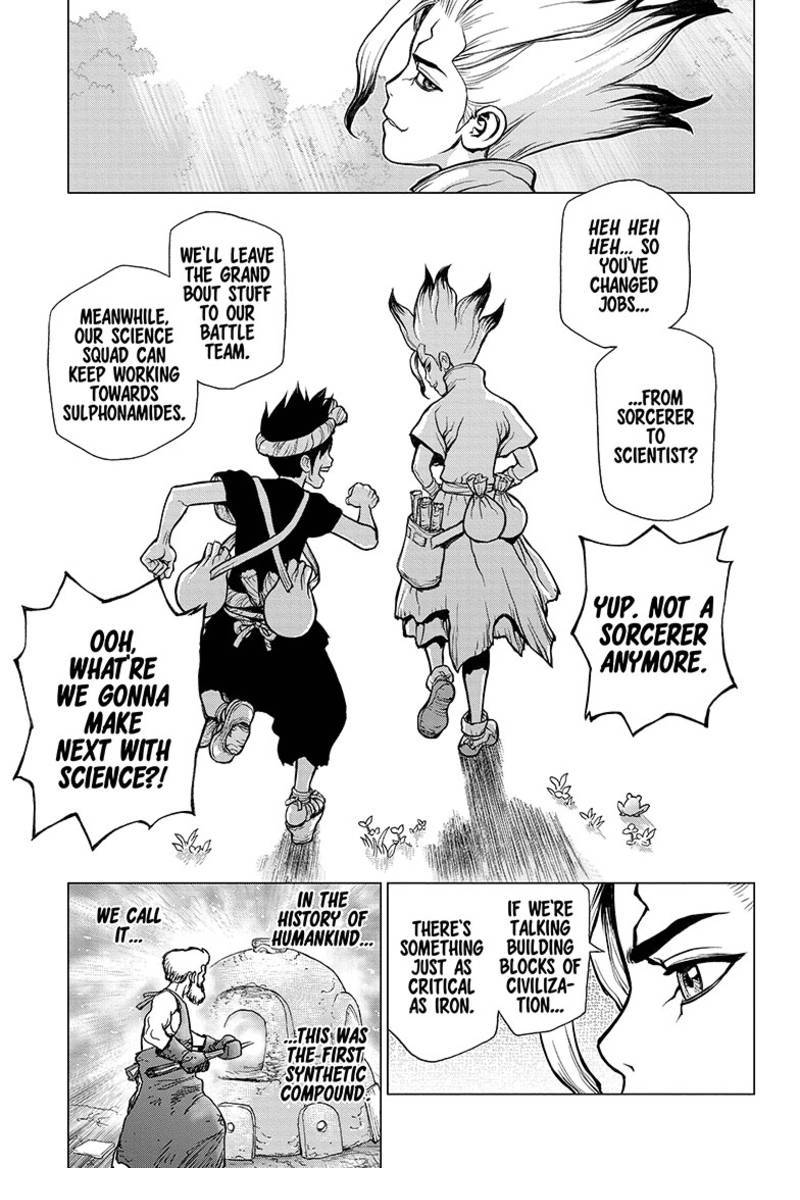 HEH HEH
HEH... SO
YOU'VE
CHANGED
JOBS...
...FROM
SORCERER
TO
SCIENTIST?
YUP. NOT A
SORCERER
ANYMORE.
WE'LL LEAVE
THE GRAND
BOUT STUFF
TO OUR
BATTLE
TEAM.
MEANWHILE,
OUR SCIENCE
SQUAD CAN
KEEP WORKING
TOWARDS
SULPHONAMIDES.
OOH,
WHAT'RE
WE GONNA
MAKE
NEXT WITH
SCIENCE?!
IF WE'RE
TALKING
BUILDING
BLOCKS OF
CIVILIZA-
TION...
THERE'S
SOMETHING
JUST AS
CRITICAL
AS IRON.
IN THE
HISTORY OF
HUMANKIND...
...THIS WAS
THE FIRST
SYNTHETIC
COMPOUND.
WE CALL
IT...